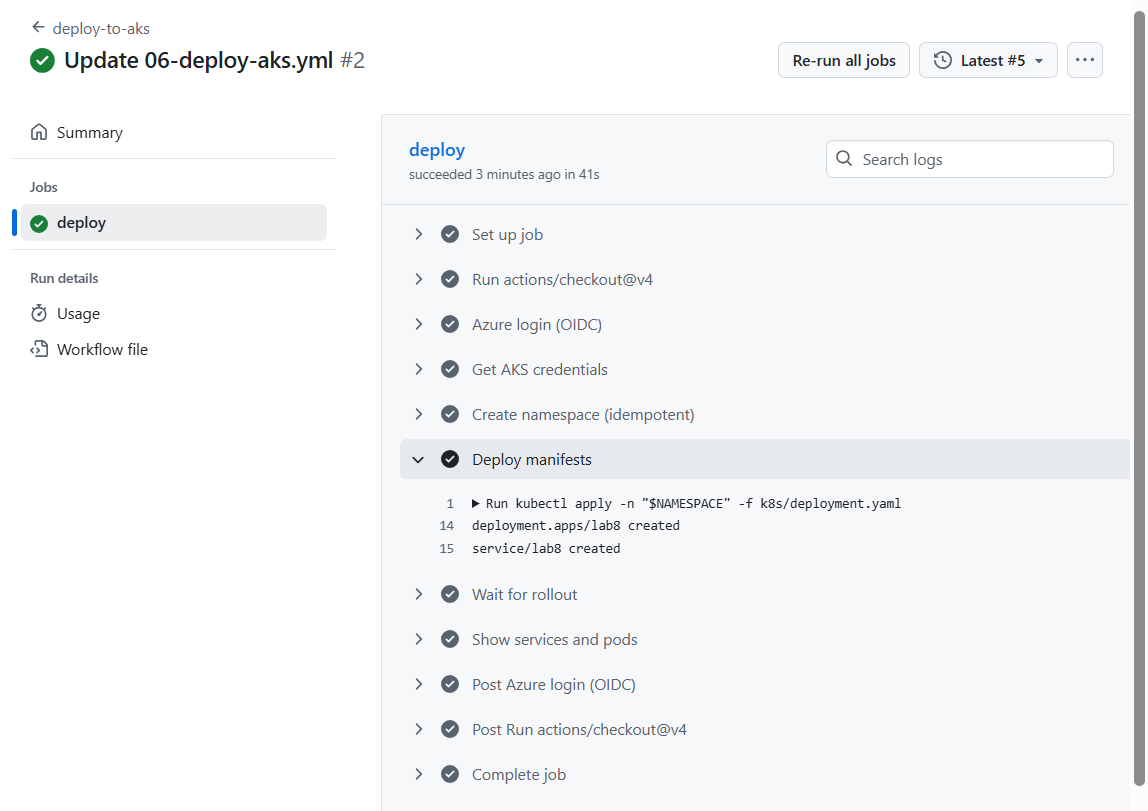 deploy-to-aks
Update 06-deploy-aks.yml #2
Re-run all jobs
Latest #5
Summary
Jobs
deploy
Run details
Usage
Workflow file
deploy
succeeded 3 minutes ago in 41s
Search logs
Set up job
Run actions/checkout@v4
Azure login (OIDC)
Get AKS credentials
Create namespace (idempotent)
Deploy manifests
1 Run kubectl apply -n "$NAMESPACE" -f k8s/deployment.yaml
14 deployment.apps/lab8 created
15 service/lab8 created
Wait for rollout
Show services and pods
Post Azure login (OIDC)
Post Run actions/checkout@v4
Complete job